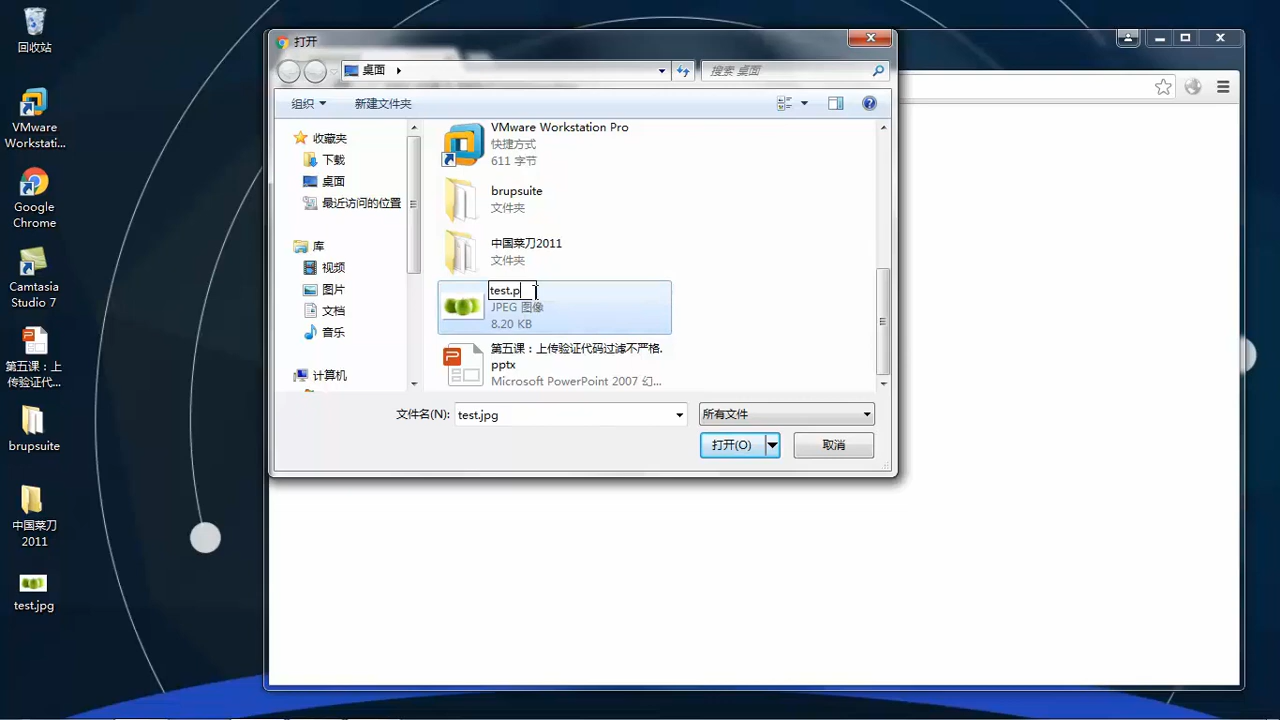 回收站
VMware
Workstati...
Google
Chrome
Camtasia
Studio 7
第五课：上
传验证代...
brupsuite
中国菜刀
2011
test.jpg
打开
桌面
搜索 桌面
组织
新建文件夹
收藏夹
下载
桌面
最近访问的位置
库
视频
图片
文档
音乐
计算机
VMware Workstation Pro
快捷方式
611 字节
brupsuite
文件夹
中国菜刀2011
文件夹
test.p
JPEG 图像
8.20 KB
第五课：上传验证代码过滤不严格.
pptx
Microsoft PowerPoint 2007 幻...
文件名(N):
test.jpg
所有文件
打开(O)
取消